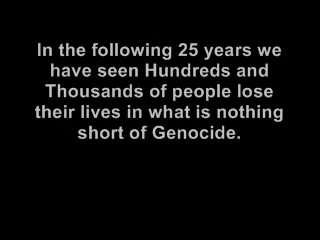 In the following 25 years we
have seen Hundreds and
Thousands of people lose
their lives in what is nothing
short of Genocide.